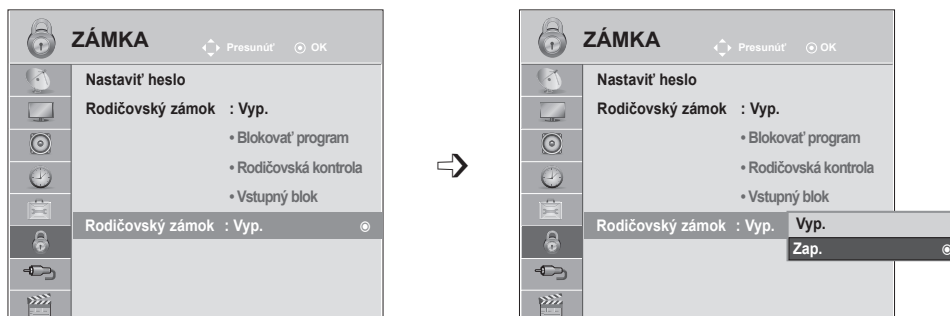 ZÁMKA
Presunúť OK
Nastaviť heslo
Rodičovský zámok : Vyp.
• Blokovať program
• Rodičovská kontrola
• Vstupný blok
Rodičovský zámok : Vyp.
ZÁMKA
Presunúť OK
Nastaviť heslo
Rodičovský zámok : Vyp.
• Blokovať program
• Rodičovská kontrola
• Vstupný blok
Rodičovský zámok : Vyp.
Vyp.
Zap.